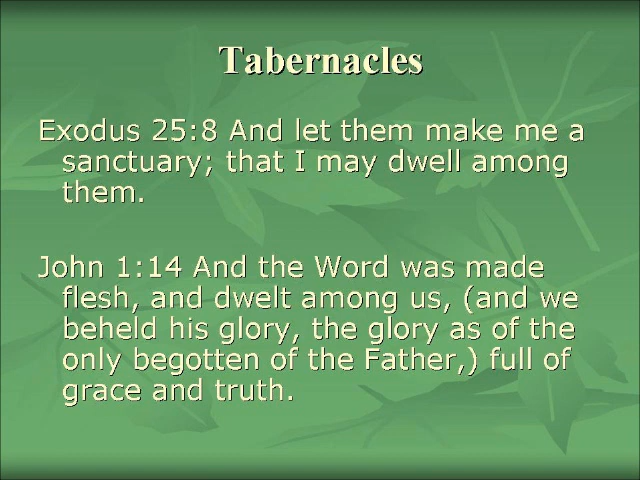 Tabernacles
Exodus 25:8 And let them make me a
sanctuary; that I may dwell among
them.
John 1:14 And the Word was made
flesh, and dwelt among us, (and we
beheld his glory, the glory as of the
only begotten of the Father,) full of
grace and truth.